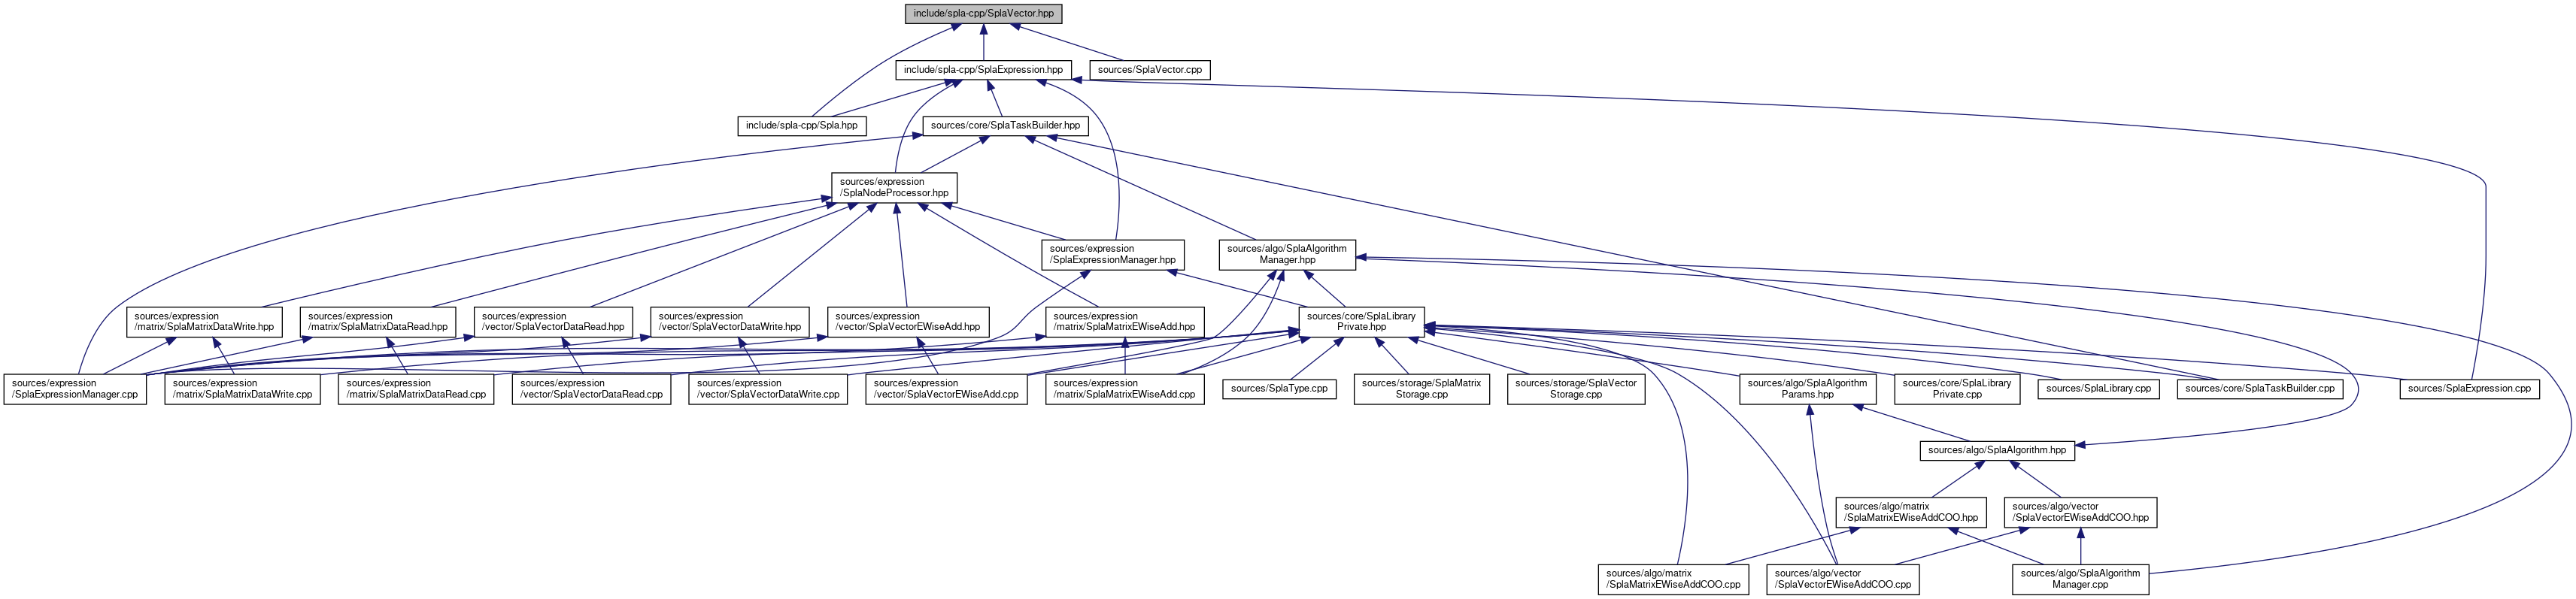 include/spla-cpp/SplaVector.hpp
include/spla-cpp/SplaExpression.hpp
sources/SplaVector.cpp
include/spla-cpp/Spla.hpp
sources/core/SplaTaskBuilder.hpp
sources/expression
/SplaNodeProcessor.hpp
sources/expression
/SplaExpressionManager.hpp
sources/algo/SplaAlgorithm
Manager.hpp
sources/expression
/matrix/SplaMatrixDataWrite.hpp
sources/expression
/matrix/SplaMatrixDataRead.hpp
sources/expression
/vector/SplaVectorDataRead.hpp
sources/expression
/vector/SplaVectorDataWrite.hpp
sources/expression
/vector/SplaVectorEWiseAdd.hpp
sources/expression
/matrix/SplaMatrixEWiseAdd.hpp
sources/core/SplaLibrary
Private.hpp
sources/expression
/SplaExpressionManager.cpp
sources/expression
/matrix/SplaMatrixDataWrite.cpp
sources/expression
/matrix/SplaMatrixDataRead.cpp
sources/expression
/vector/SplaVectorDataRead.cpp
sources/expression
/vector/SplaVectorDataWrite.cpp
sources/expression
/vector/SplaVectorEWiseAdd.cpp
sources/expression
/matrix/SplaMatrixEWiseAdd.cpp
sources/SplaType.cpp
sources/storage/SplaMatrix
Storage.cpp
sources/storage/SplaVector
Storage.cpp
sources/algo/SplaAlgorithm
Params.hpp
sources/core/SplaLibrary
Private.cpp
sources/SplaLibrary.cpp
sources/core/SplaTaskBuilder.cpp
sources/SplaExpression.cpp
sources/algo/SplaAlgorithm.hpp
sources/algo/matrix
/SplaMatrixEWiseAddCOO.hpp
sources/algo/vector
/SplaVectorEWiseAddCOO.hpp
sources/algo/matrix
/SplaMatrixEWiseAddCOO.cpp
sources/algo/vector
/SplaVectorEWiseAddCOO.cpp
sources/algo/SplaAlgorithm
Manager.cpp